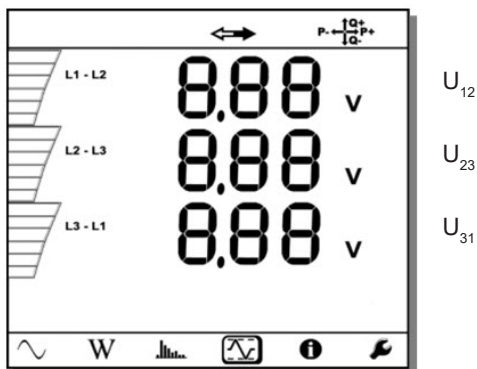 Q+
P- P+
Q-
L1 - L2 8.88 V U12
L2 - L3 8.88 V U23
L3 - L1 8.88 V U31
W i